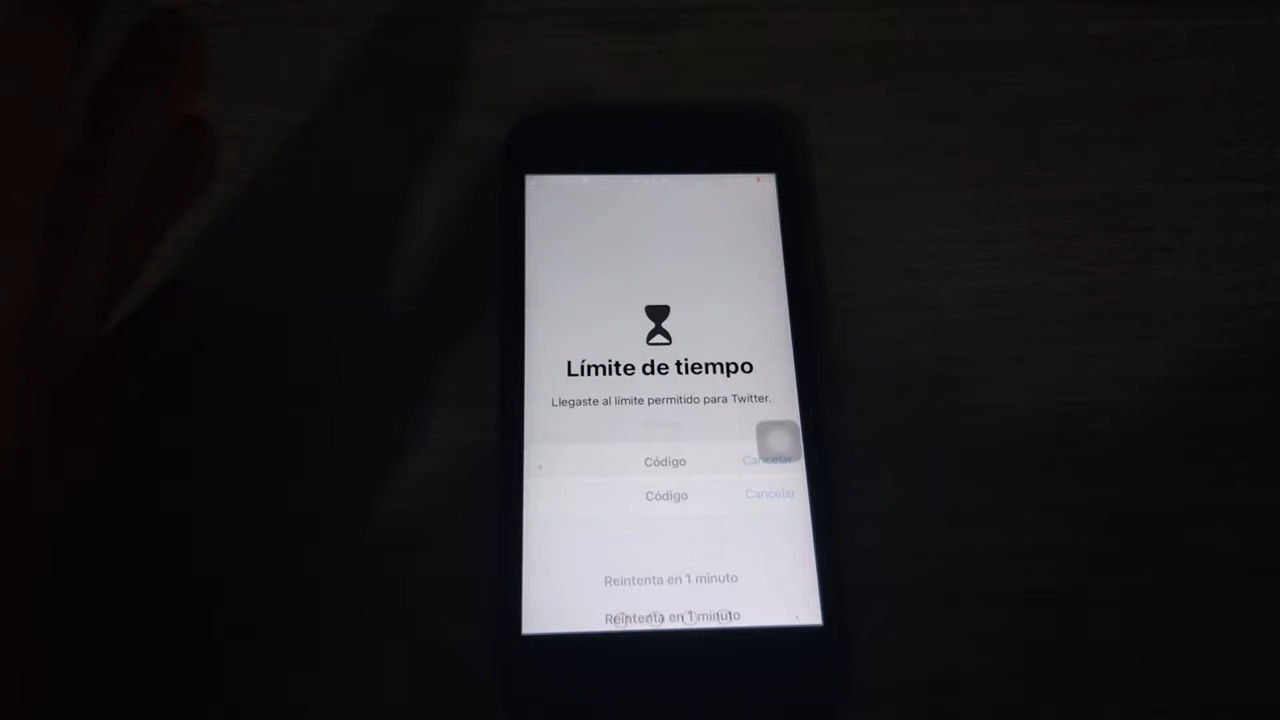 Límite de tiempo
Llegaste al límite permitido para Twitter.
Código Cancelar
Código Cancelar
Reintenta en 1 minuto
Reintenta en 1 minuto